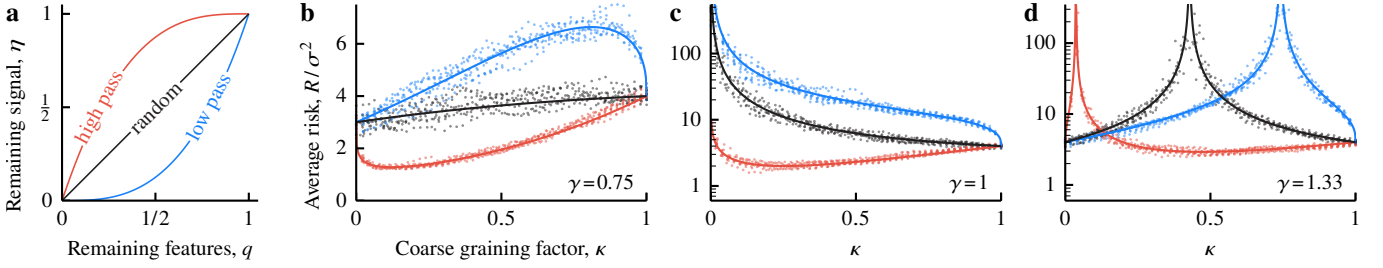 a
Remaining signal, η
1
1
2
0
high pass
random
low pass
0
1/2
1
Remaining features, q
b
Average risk, R / σ²
6
4
2
0
γ = 0.75
0
0.5
1
Coarse graining factor, κ
c
100
10
1
γ = 1
0
0.5
1
κ
d
100
10
1
γ = 1.33
0
0.5
1
κ